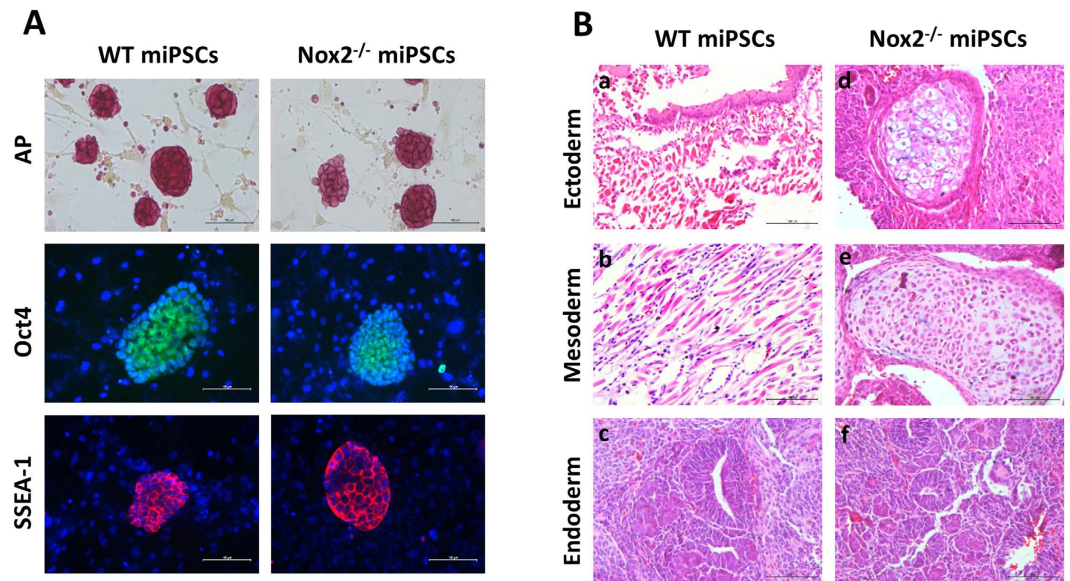 A
WT miPSCs
Nox2-/- miPSCs
AP
Oct4
SSEA-1
B
WT miPSCs
Nox2-/- miPSCs
Ectoderm
a
d
Mesoderm
b
e
Endoderm
c
f